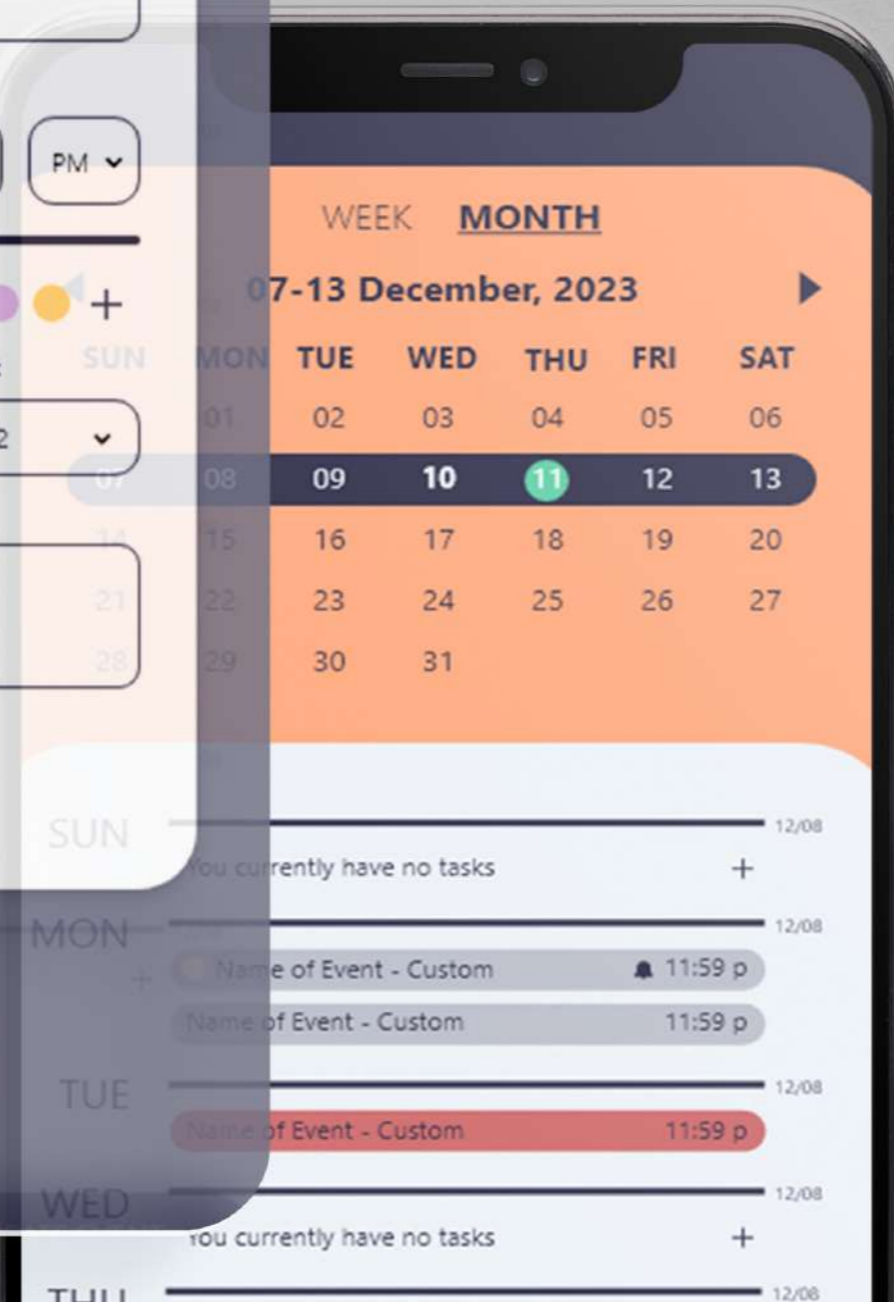 PM
WEEK MONTH
07-13 December, 2023
SUN MON TUE WED THU FRI SAT
01 02 03 04 05 06
2
07 08 09 10 11 12 13
14 15 16 17 18 19 20
21 22 23 24 25 26 27
28 29 30 31
SUN 12/08
You currently have no tasks +
MON 12/08
Name of Event - Custom 11:59 p
Name of Event - Custom 11:59 p
TUE 12/08
Name of Event - Custom 11:59 p
WED 12/08
You currently have no tasks +
THU 12/08